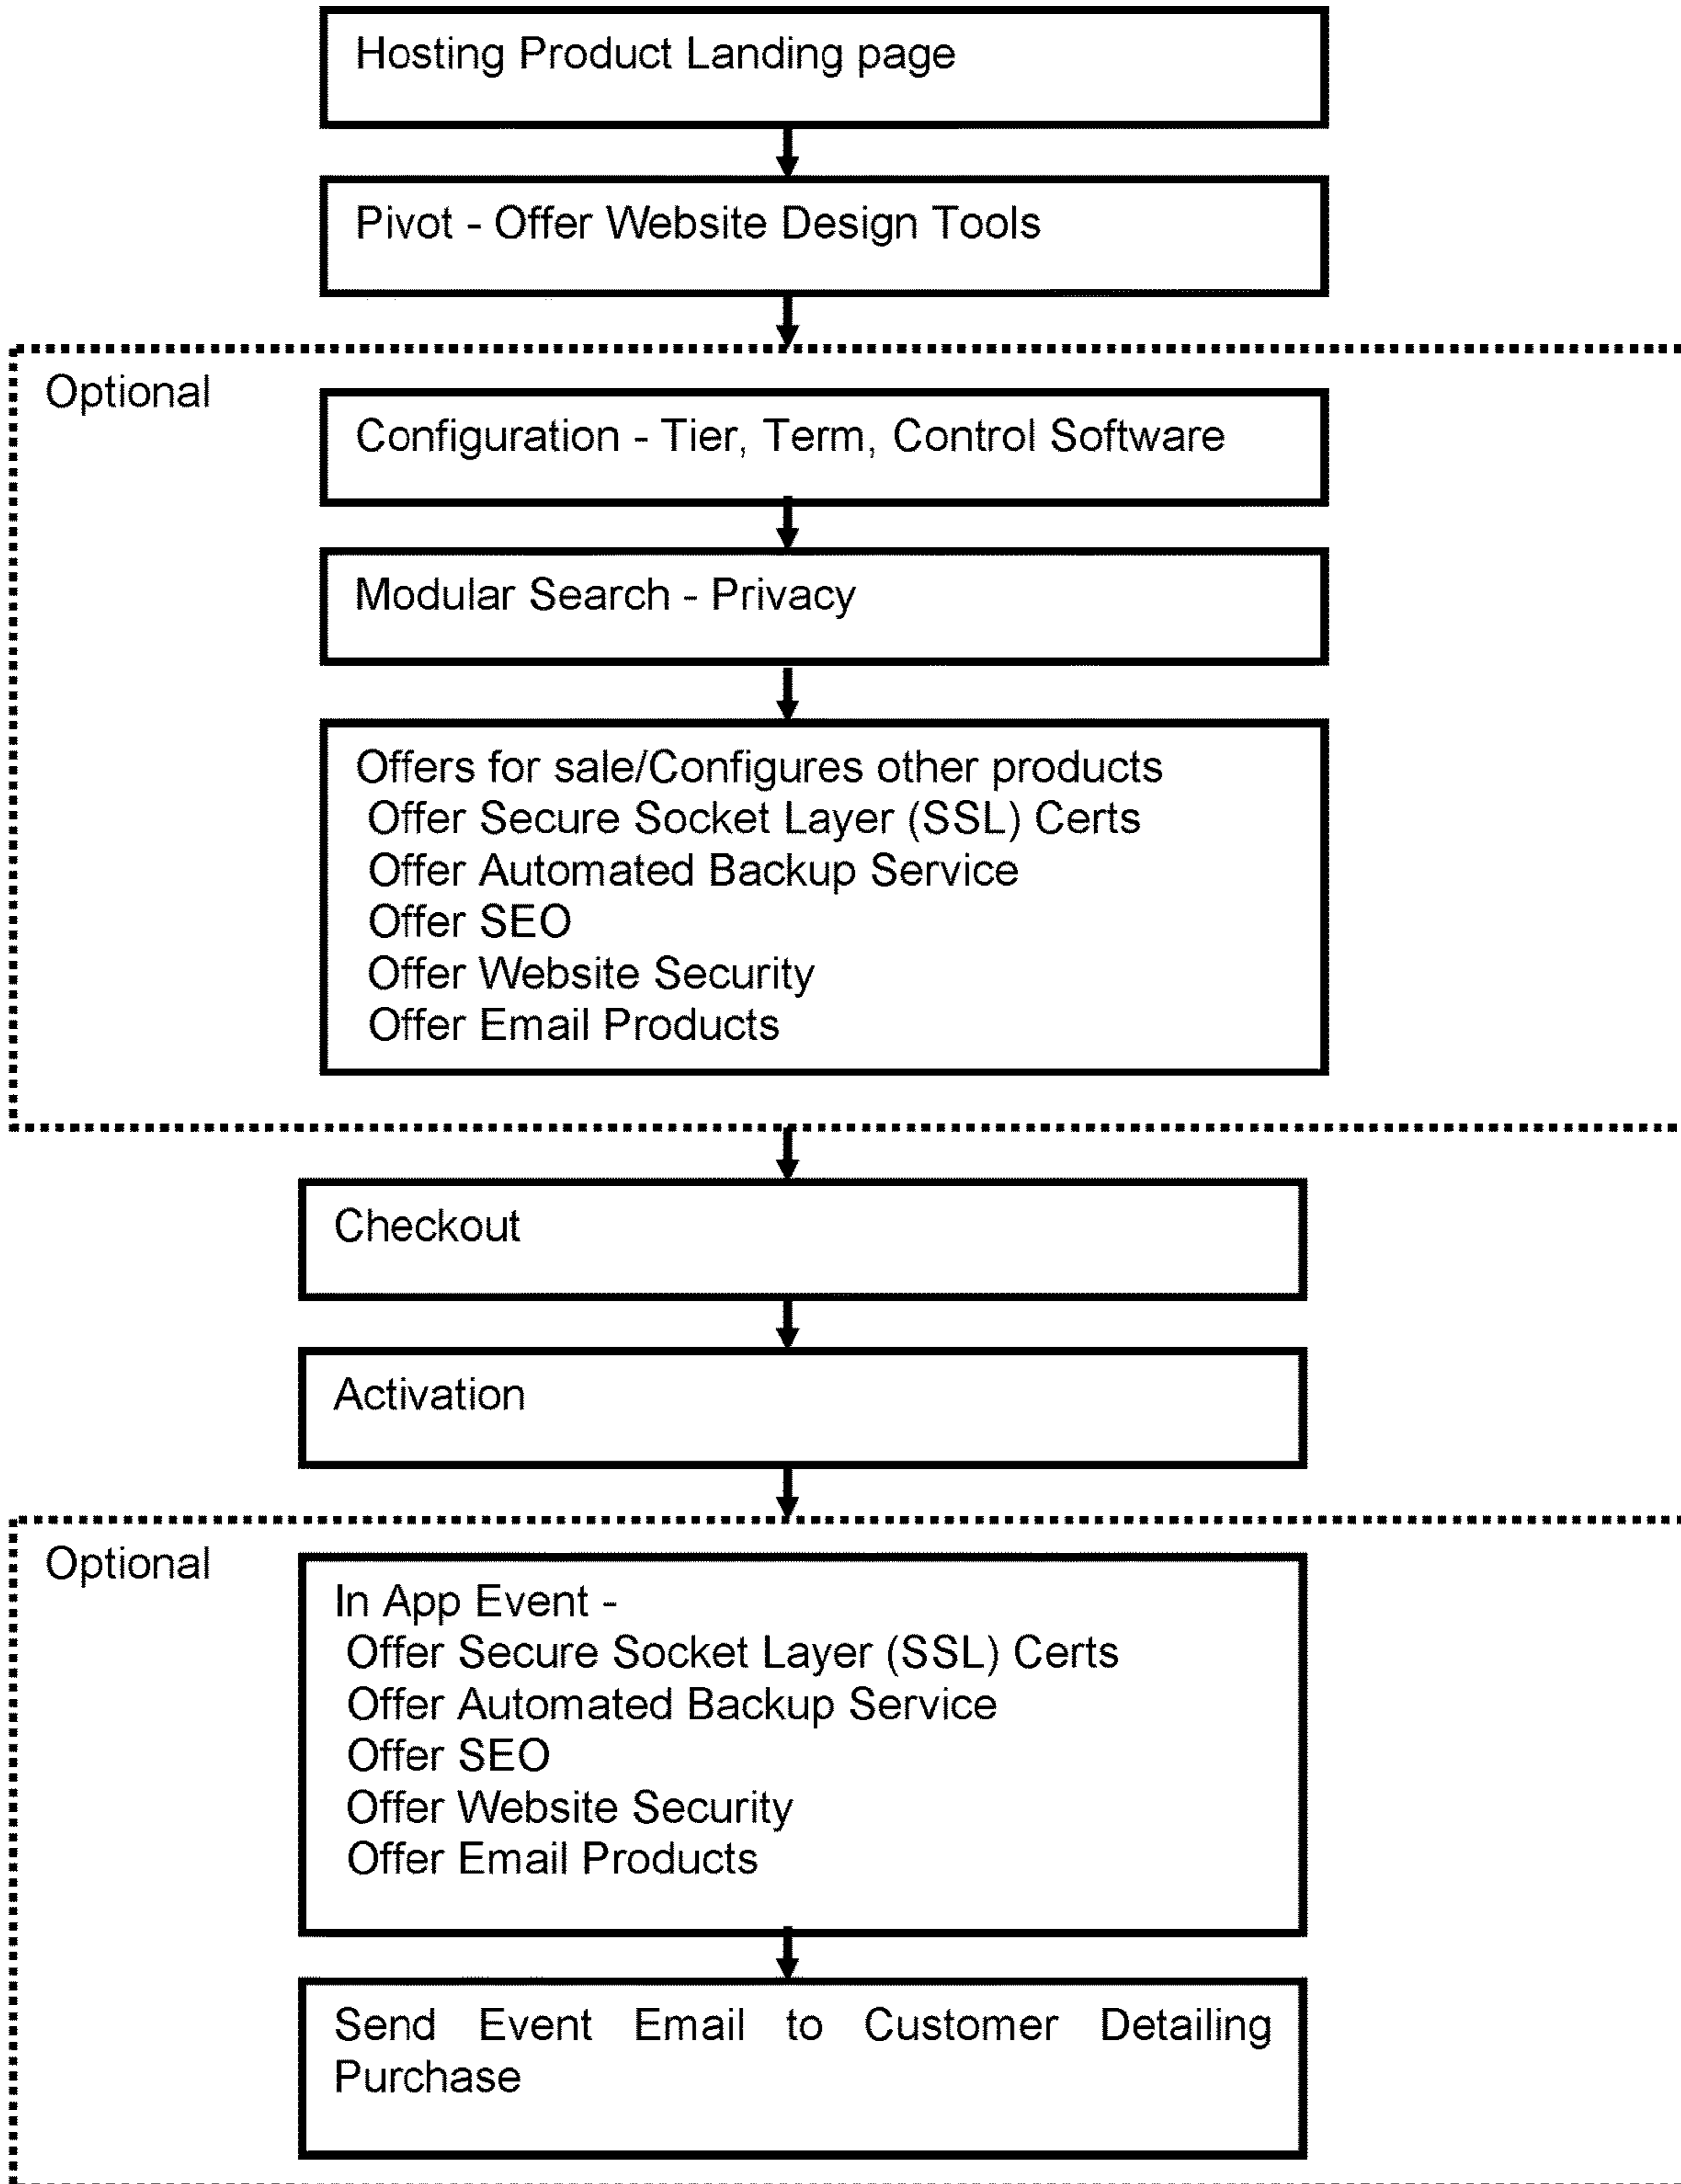 Hosting Product Landing page
Pivot - Offer Website Design Tools
Optional
Configuration - Tier, Term, Control Software
Modular Search - Privacy
Offers for sale/Configures other products
Offer Secure Socket Layer (SSL) Certs
Offer Automated Backup Service
Offer SEO
Offer Website Security
Offer Email Products
Checkout
Activation
Optional
In App Event -
Offer Secure Socket Layer (SSL) Certs
Offer Automated Backup Service
Offer SEO
Offer Website Security
Offer Email Products
Send Event Email to Customer Detailing
Purchase